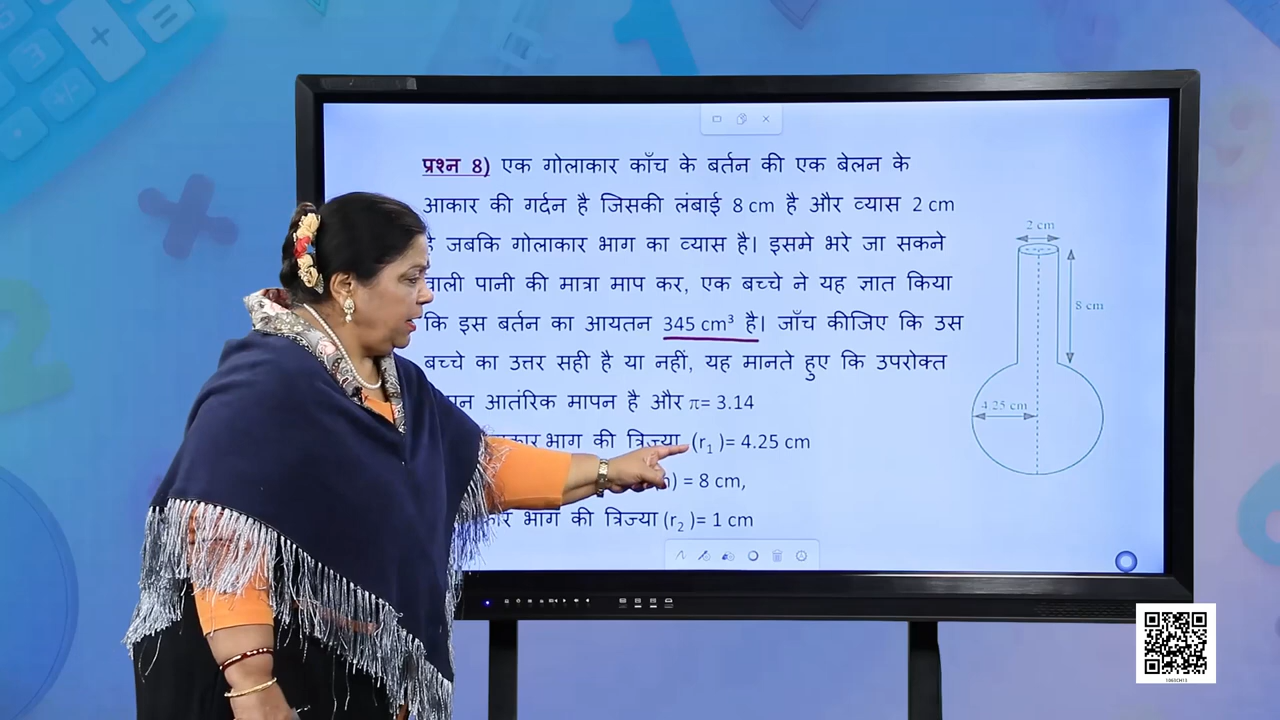 प्रश्न 8) एक गोलाकार काँच के बर्तन की एक बेलन के
आकार की गर्दन है जिसकी लंबाई 8 cm है और व्यास 2 cm
जबकि गोलाकार भाग का व्यास है। इसमे भरे जा सकने
वाली पानी की मात्रा माप कर, एक बच्चे ने यह ज्ञात किया
कि इस बर्तन का आयतन 345 cm³ है। जाँच कीजिए कि उस
बच्चे का उत्तर सही है या नहीं, यह मानते हुए कि उपरोक्त
आतंरिक मापन है और π= 3.14
भाग की त्रिज्या (r₁ )= 4.25 cm
= 8 cm,
भाग की त्रिज्या (r₂ )= 1 cm
2 cm
8 cm
4.25 cm